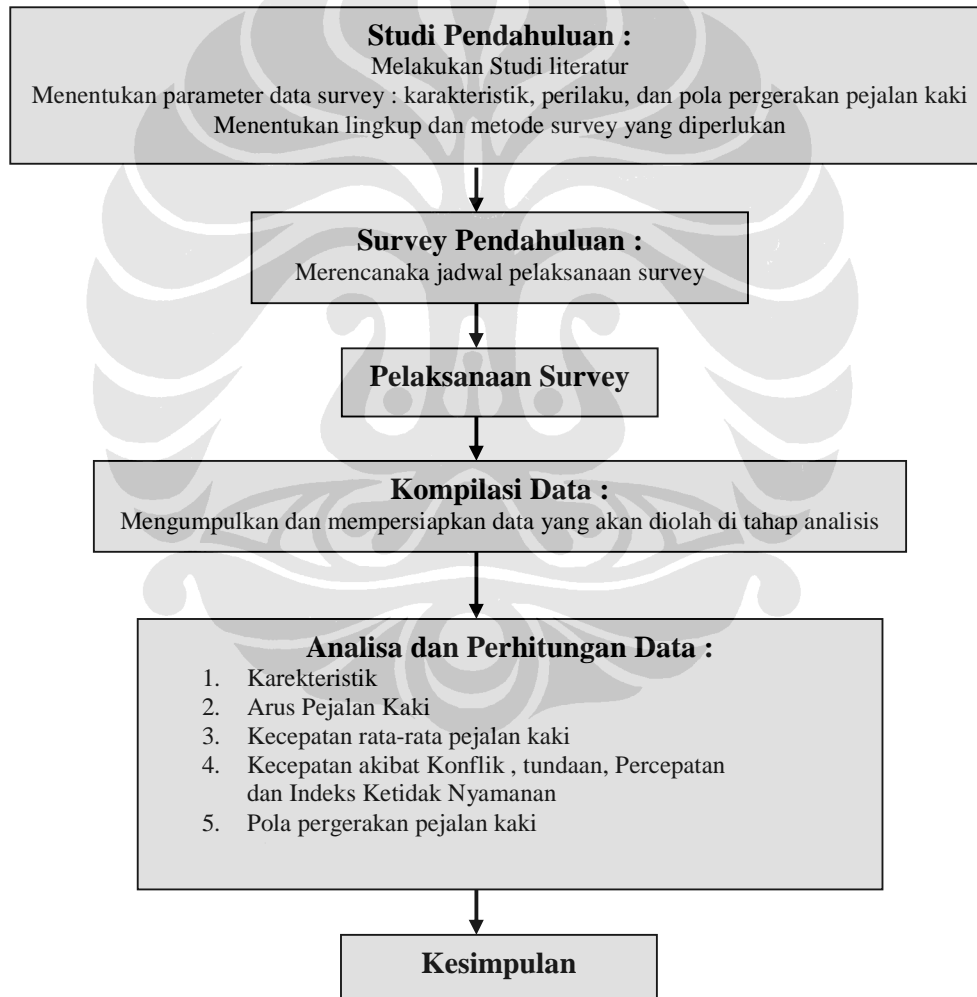 Studi Pendahuluan :
Melakukan Studi literatur
Menentukan parameter data survey : karakteristik, perilaku, dan pola pergerakan pejalan kaki
Menentukan lingkup dan metode survey yang diperlukan
Survey Pendahuluan :
Merencanaka jadwal pelaksanaan survey
Pelaksanaan Survey
Kompilasi Data :
Mengumpulkan dan mempersiapkan data yang akan diolah di tahap analisis
Analisa dan Perhitungan Data :
1. Karekteristik
2. Arus Pejalan Kaki
3. Kecepatan rata-rata pejalan kaki
4. Kecepatan akibat Konflik , tundaan, Percepatan
dan Indeks Ketidak Nyamanan
5. Pola pergerakan pejalan kaki
Kesimpulan